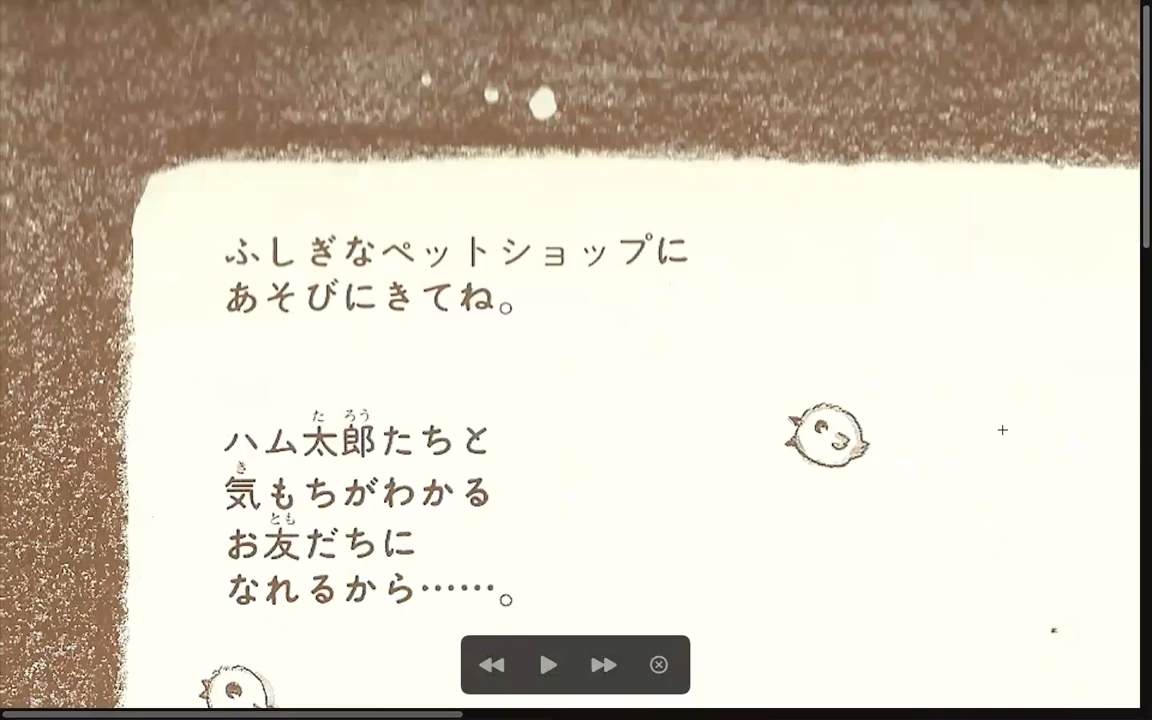 ふしぎなペットショップに
あそびにきてね。
ハム太郎たちと
気もちがわかる
お友だちに
なれるから……。